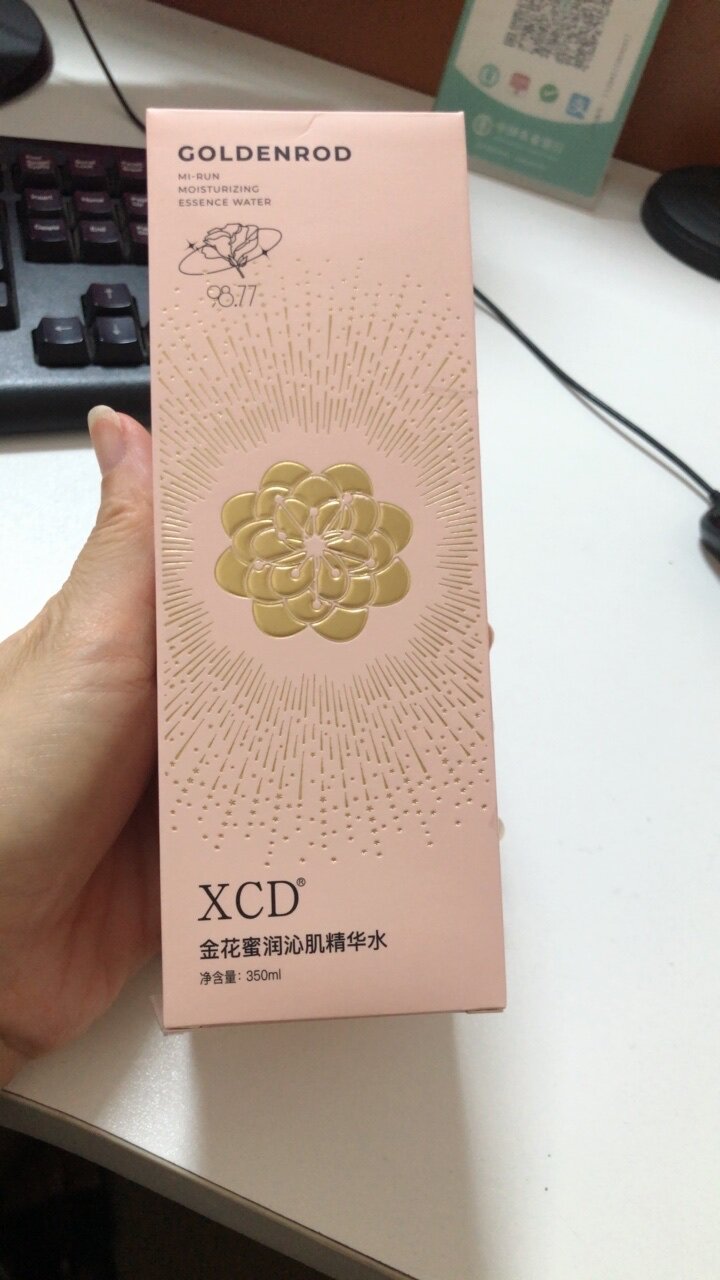 GOLDENROD
MI-RUN
MOISTURIZING
ESSENCE WATER
98.77
XCD®
金花蜜润沁肌精华水
净含量：350ml